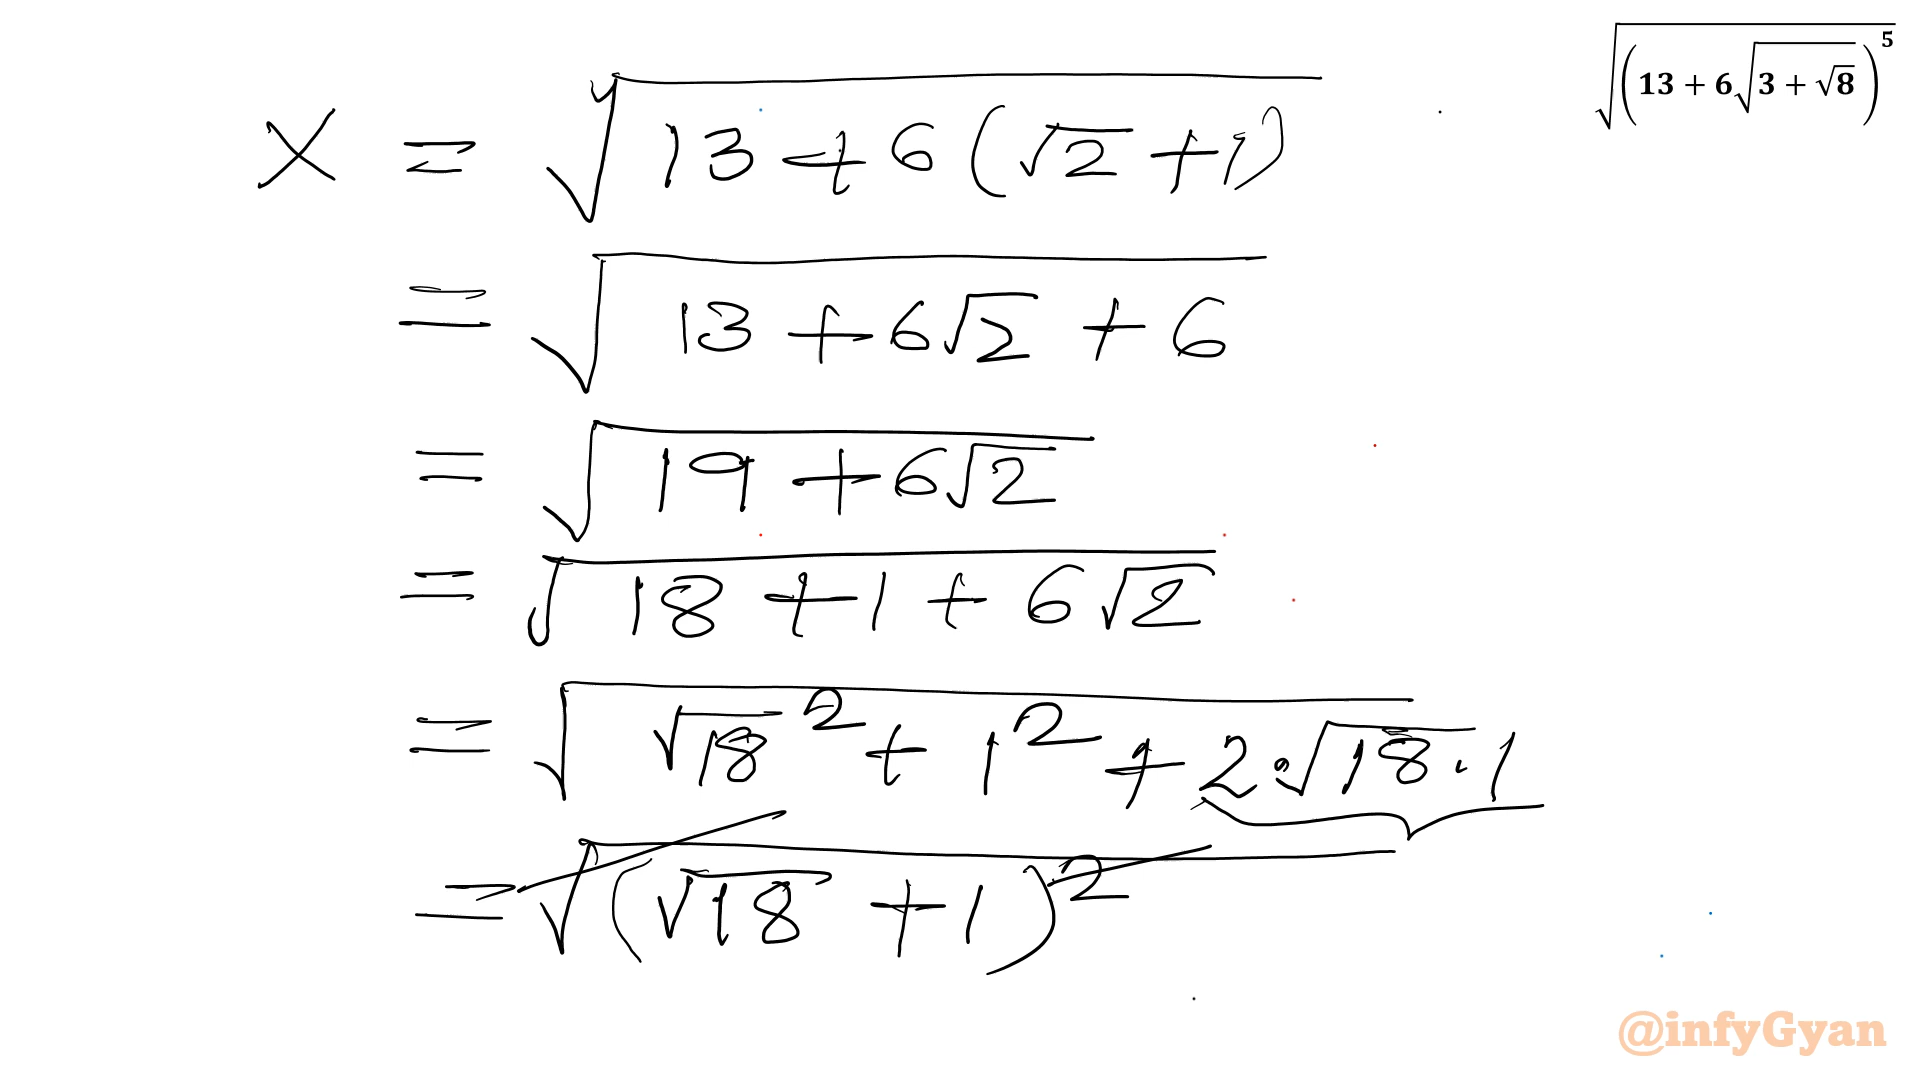 √((13 + 6√(3 + √8))^5)
X = √(13 + 6(√2 + 1))
= √(13 + 6√2 + 6)
= √(19 + 6√2)
= √(18 + 1 + 6√2)
= √(√18² + 1² + 2·√18·1)
= √((√18 + 1)²)
@infyGyan